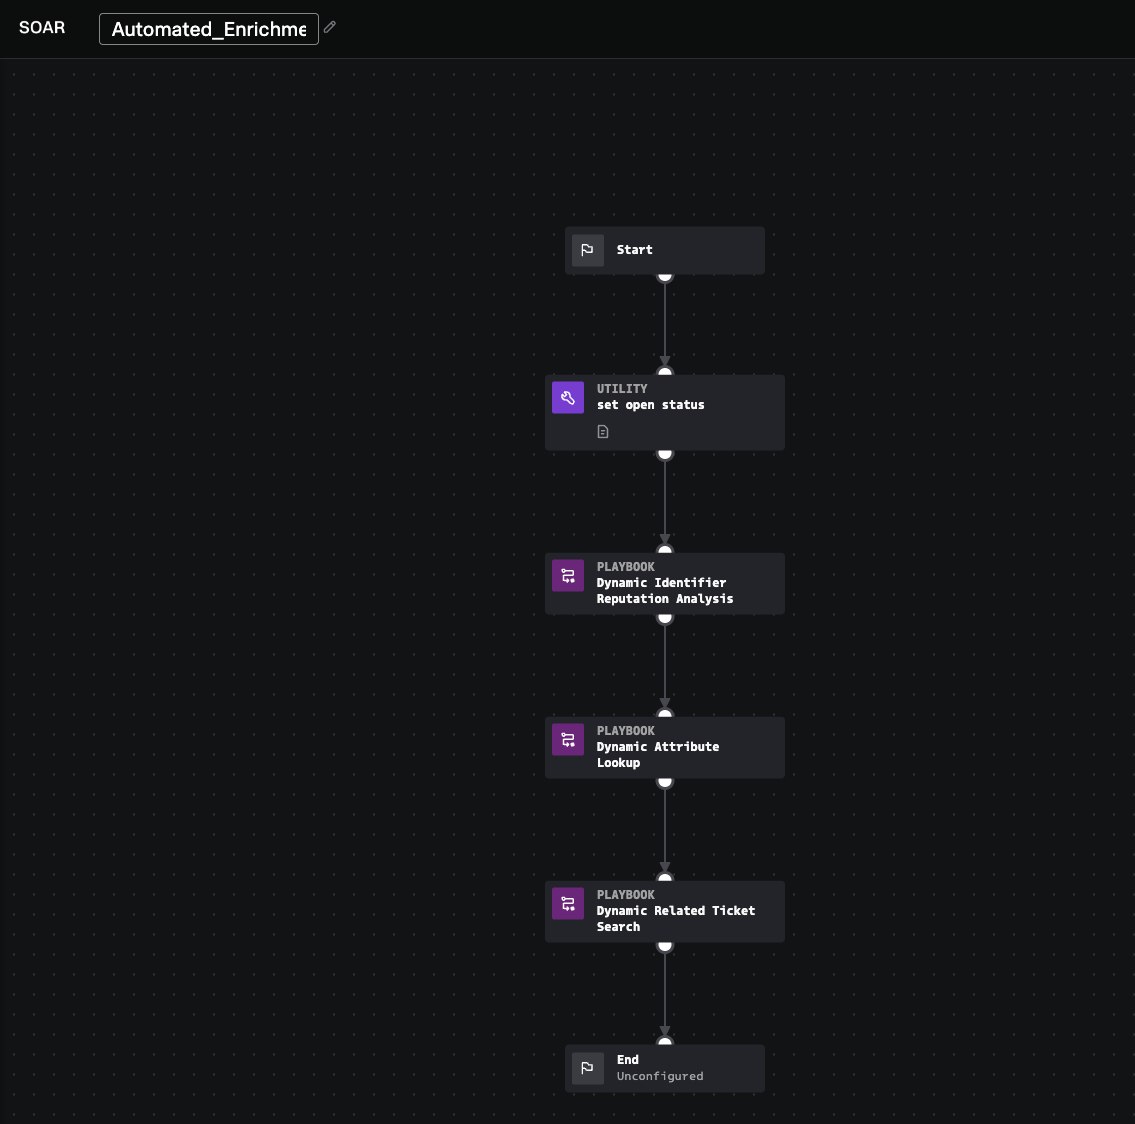 SOAR
Automated_Enrichme
Start
UTILITY
set open status
PLAYBOOK
Dynamic Identifier
Reputation Analysis
PLAYBOOK
Dynamic Attribute
Lookup
PLAYBOOK
Dynamic Related Ticket
Search
End
Unconfigured